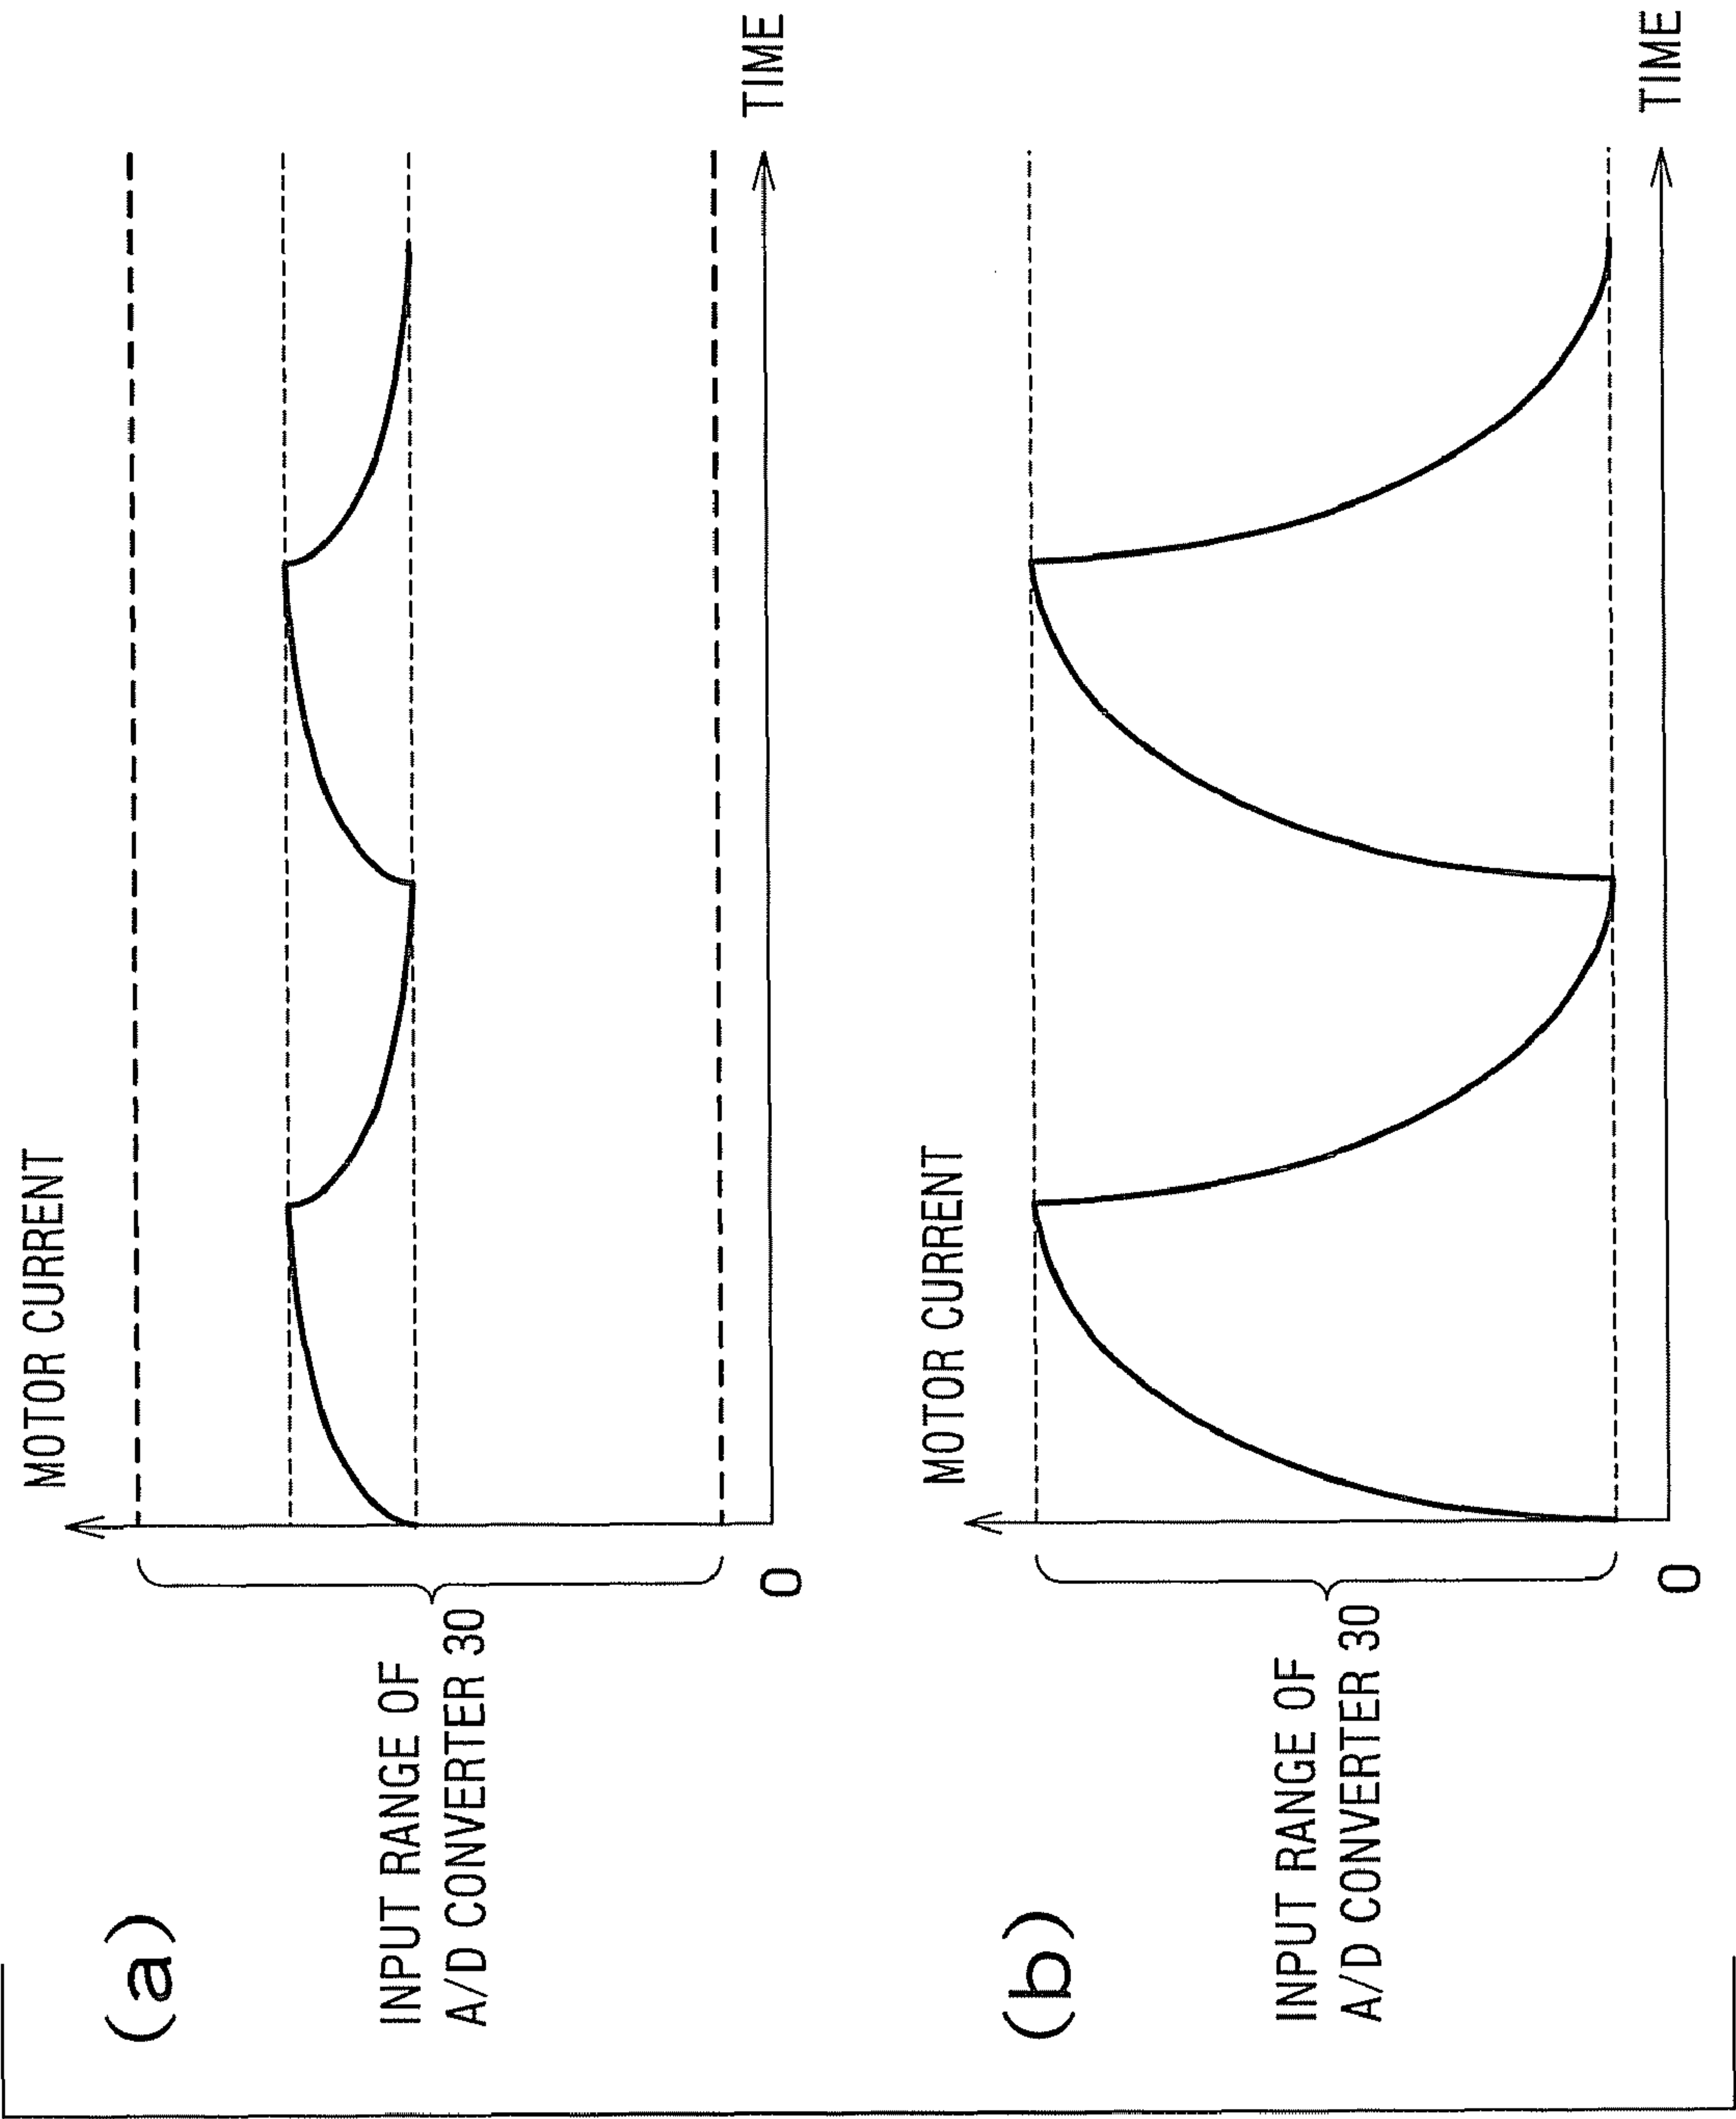 (a)
MOTOR CURRENT
INPUT RANGE OF
A/D CONVERTER 30
0
TIME
(b)
MOTOR CURRENT
INPUT RANGE OF
A/D CONVERTER 30
0
TIME